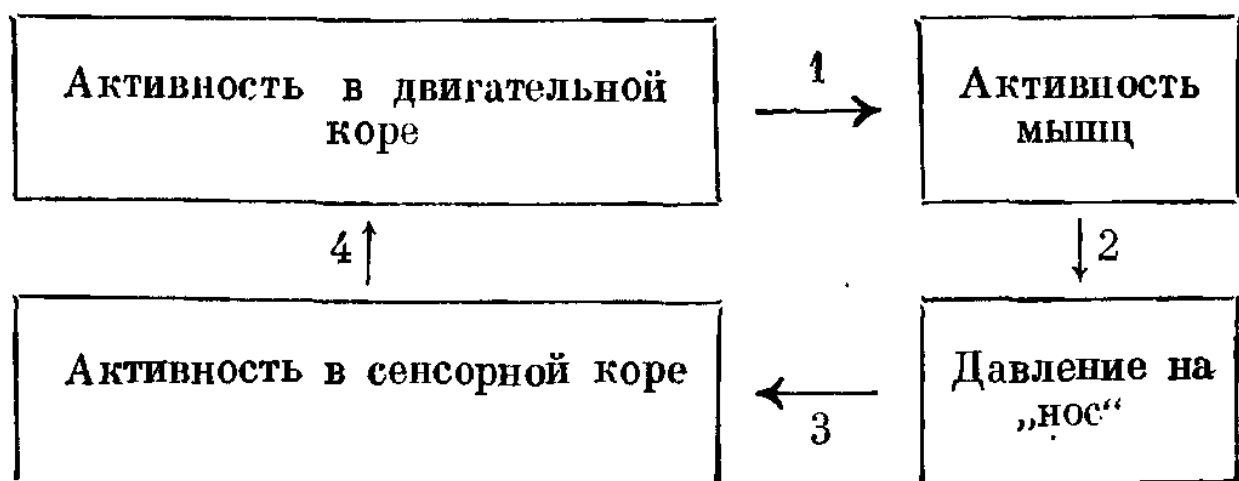 Активность в двигательной
коре
1
Активность
мышц
4
2
Активность в сенсорной коре
3
Давление на
„нос“